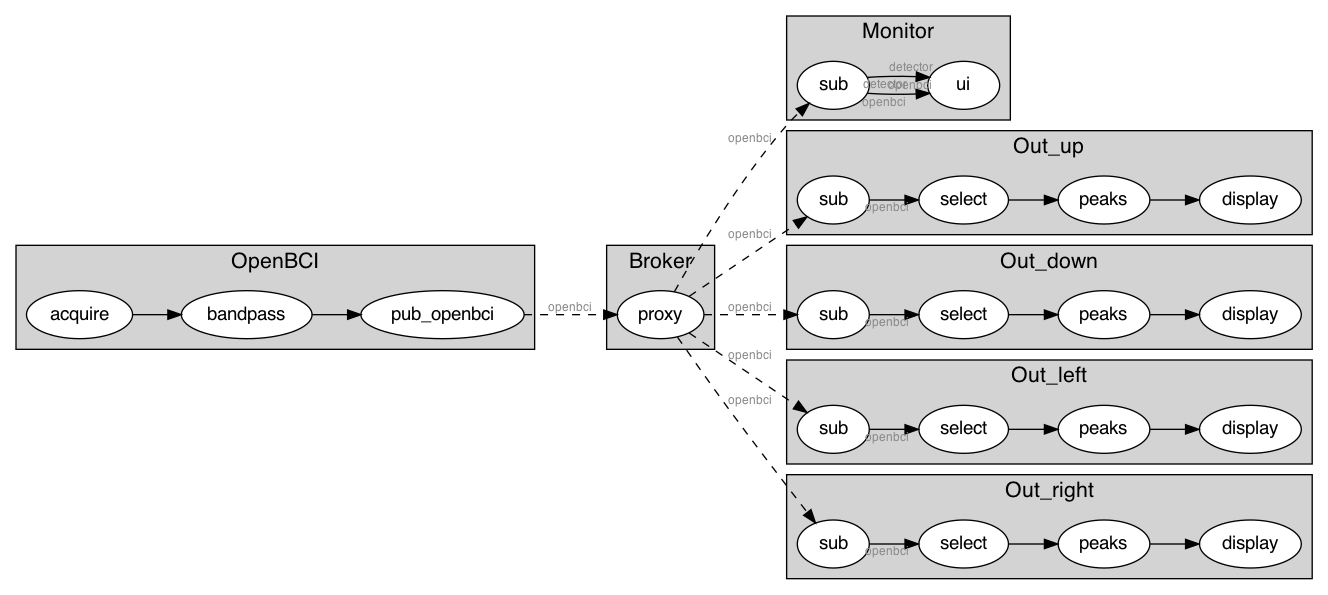 Monitor
sub
detector
detector
openbci
openbci
ui
openbci
Out_up
sub
openbci
select
peaks
display
openbci
OpenBCI
acquire
bandpass
pub_openbci
openbci
Broker
proxy
openbci
Out_down
sub
openbci
select
peaks
display
openbci
Out_left
sub
openbci
select
peaks
display
openbci
Out_right
sub
openbci
select
peaks
display